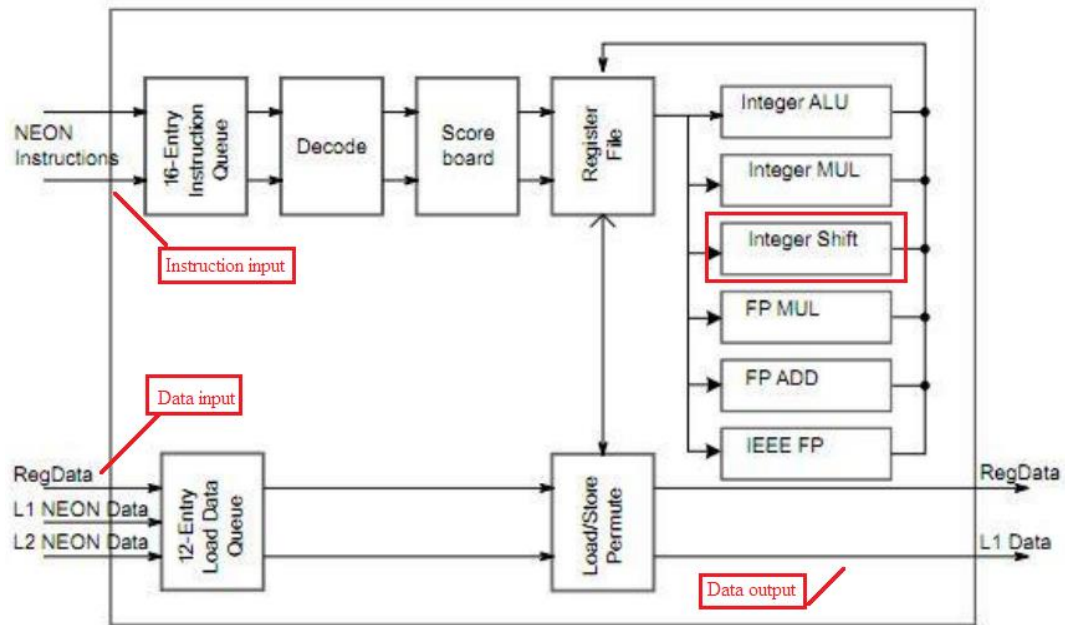 NEON
Instructions
16-Entry
Instruction
Queue
Decode
Score
board
Register
File
Integer ALU
Integer MUL
Integer Shift
FP MUL
FP ADD
IEEE FP
Instruction input
Data input
RegData
L1 NEON Data
L2 NEON Data
12-Entry
Load Data
Queue
Load/Store
Permute
RegData
L1 Data
Data output